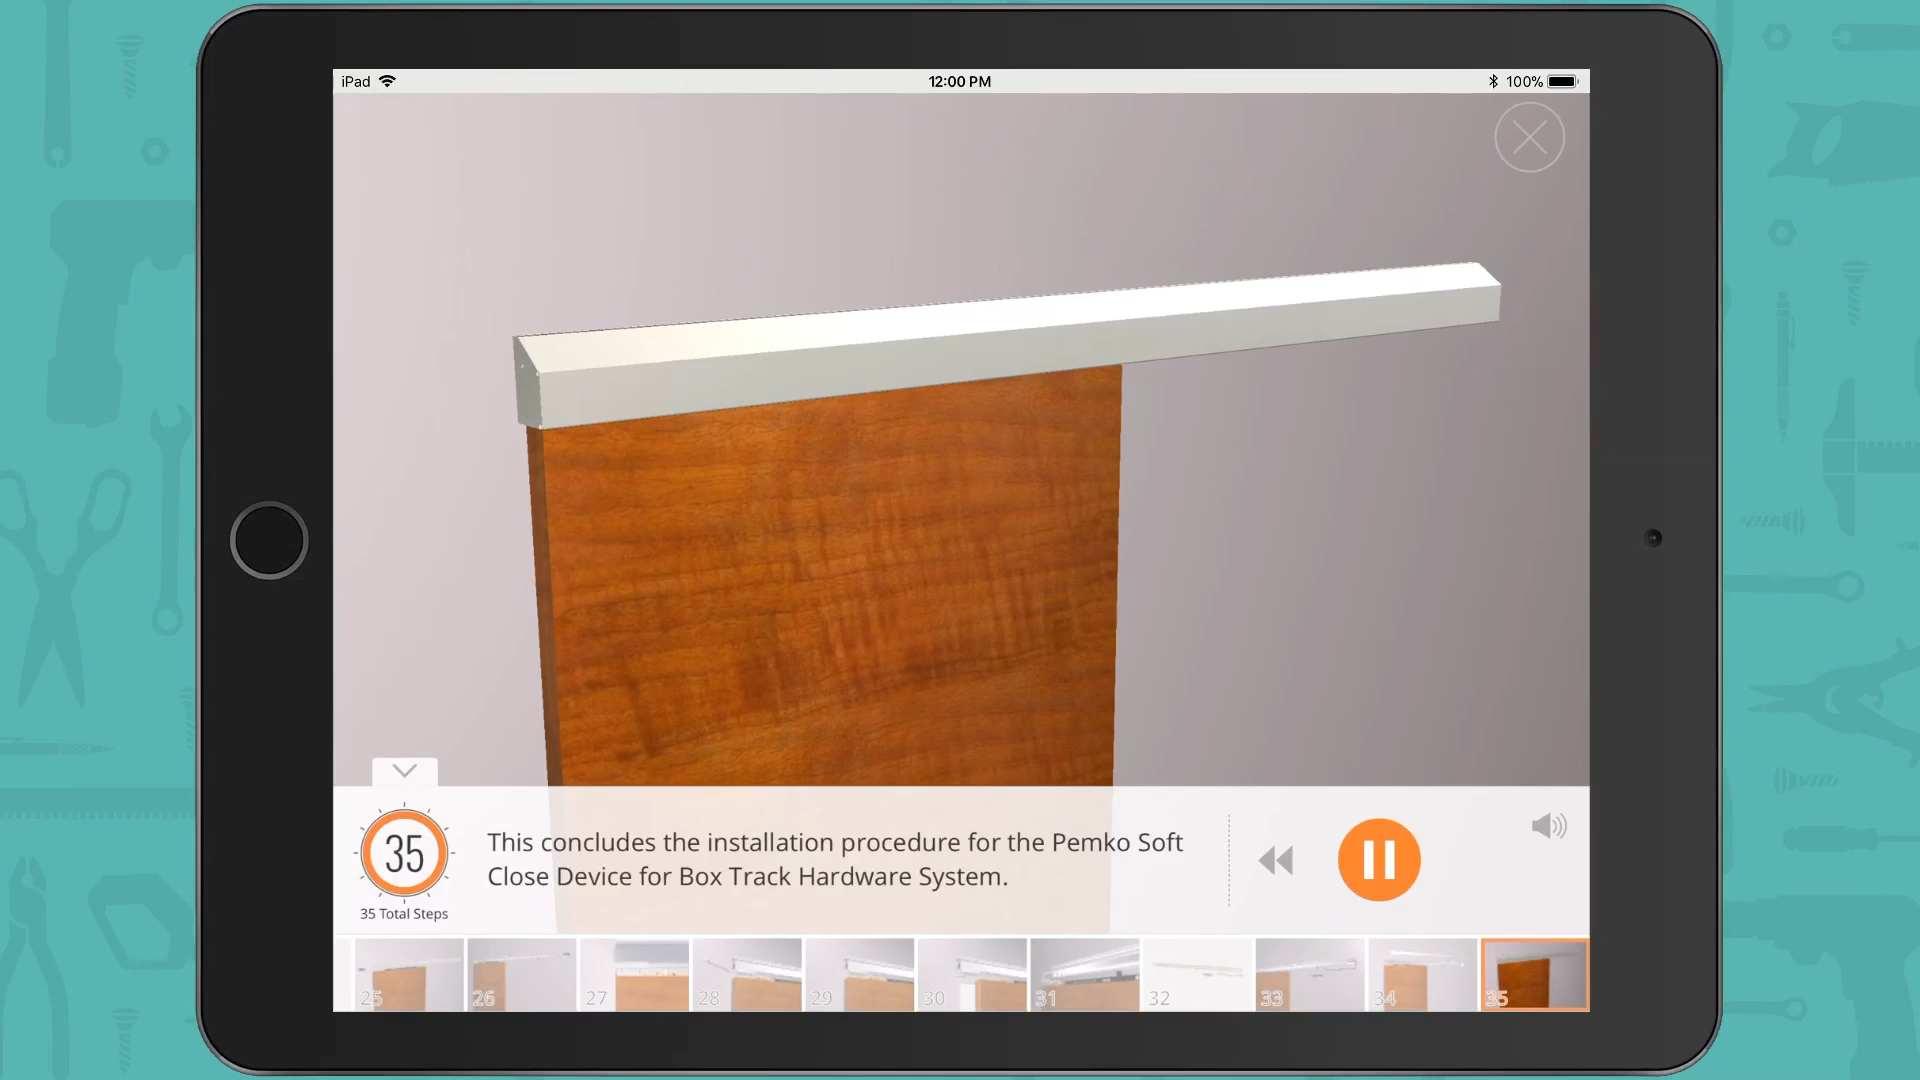 iPad
12:00 PM
100%
35
35 Total Steps
This concludes the installation procedure for the Pemko Soft
Close Device for Box Track Hardware System.
25
26
27
28
29
30
31
32
33
34
35